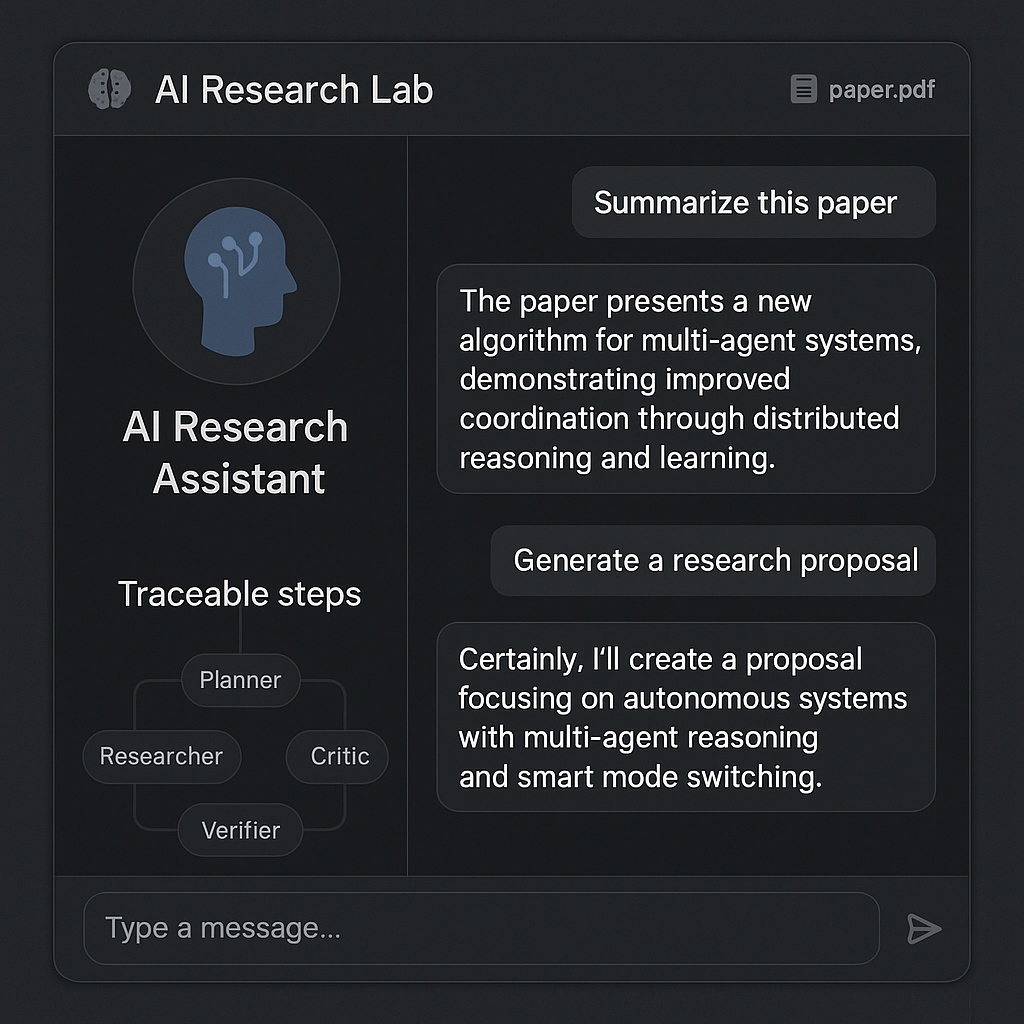 AI Research Lab
paper.pdf
AI Research
Assistant
Traceable steps
Planner
Researcher
Critic
Verifier
Summarize this paper
The paper presents a new
algorithm for multi-agent systems,
demonstrating improved
coordination through distributed
reasoning and learning.
Generate a research proposal
Certainly, I‘ll create a proposal
focusing on autonomous systems
with multi-agent reasoning
and smart mode switching.
Type a message...